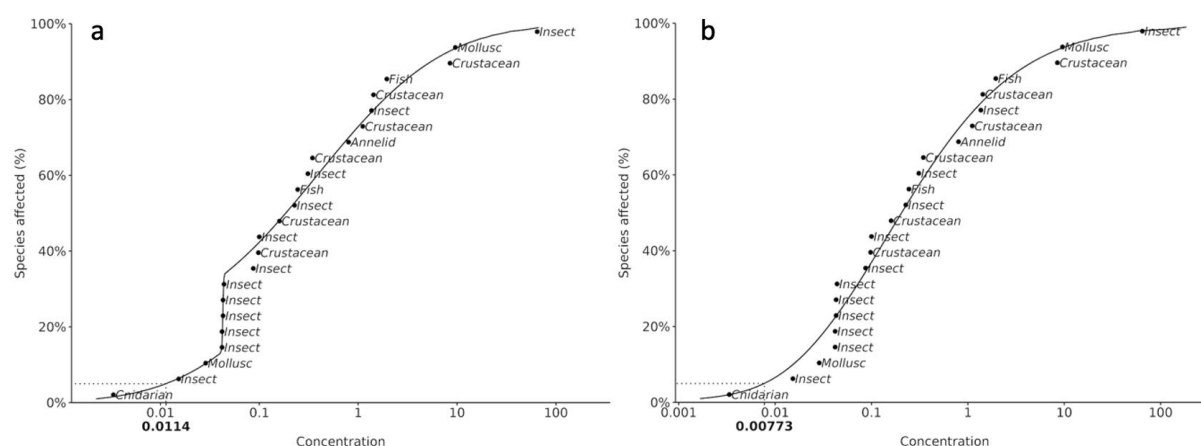 a
Species affected (%)
100%
80%
60%
40%
20%
0%
Insect
Mollusc
Crustacean
Fish
Crustacean
Insect
Crustacean
Annelid
Crustacean
Insect
Fish
Insect
Crustacean
Insect
Crustacean
Insect
Insect
Insect
Insect
Insect
Insect
Mollusc
Insect
Cnidarian
0.01 0.1 1 10 100
0.0114
Concentration
b
Species affected (%)
100%
80%
60%
40%
20%
0%
Insect
Mollusc
Crustacean
Fish
Crustacean
Insect
Crustacean
Annelid
Crustacean
Insect
Fish
Insect
Crustacean
Insect
Crustacean
Insect
Insect
Insect
Insect
Insect
Insect
Mollusc
Insect
Cnidarian
0.001 0.01 0.1 1 10 100
0.00773
Concentration